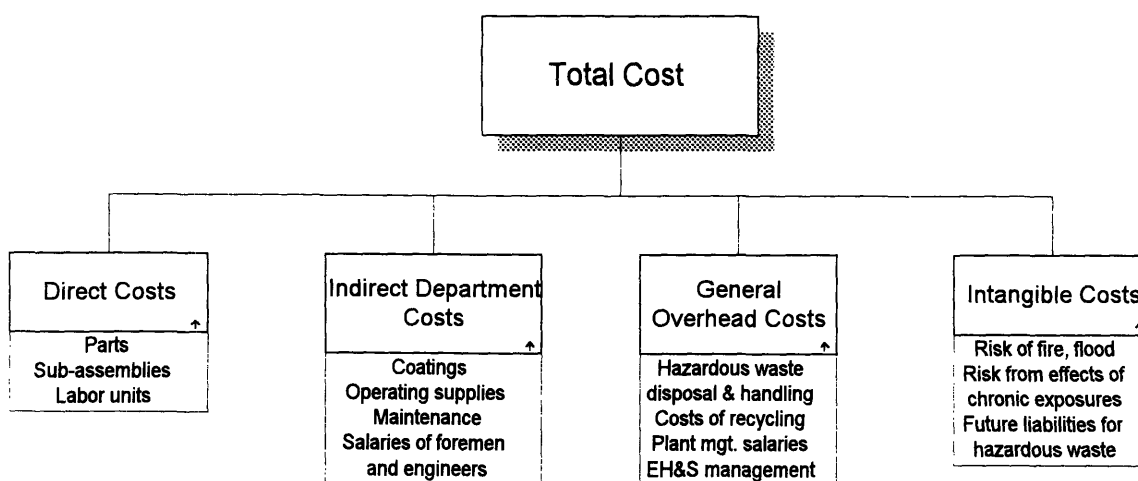 Total Cost
Direct Costs
Parts
Sub-assemblies
Labor units
Indirect Department
Costs
Coatings
Operating supplies
Maintenance
Salaries of foremen
and engineers
General
Overhead Costs
Hazardous waste
disposal & handling
Costs of recycling
Plant mgt. salaries
EH&S management
Intangible Costs
Risk of fire, flood
Risk from effects of
chronic exposures
Future liabilities for
hazardous waste